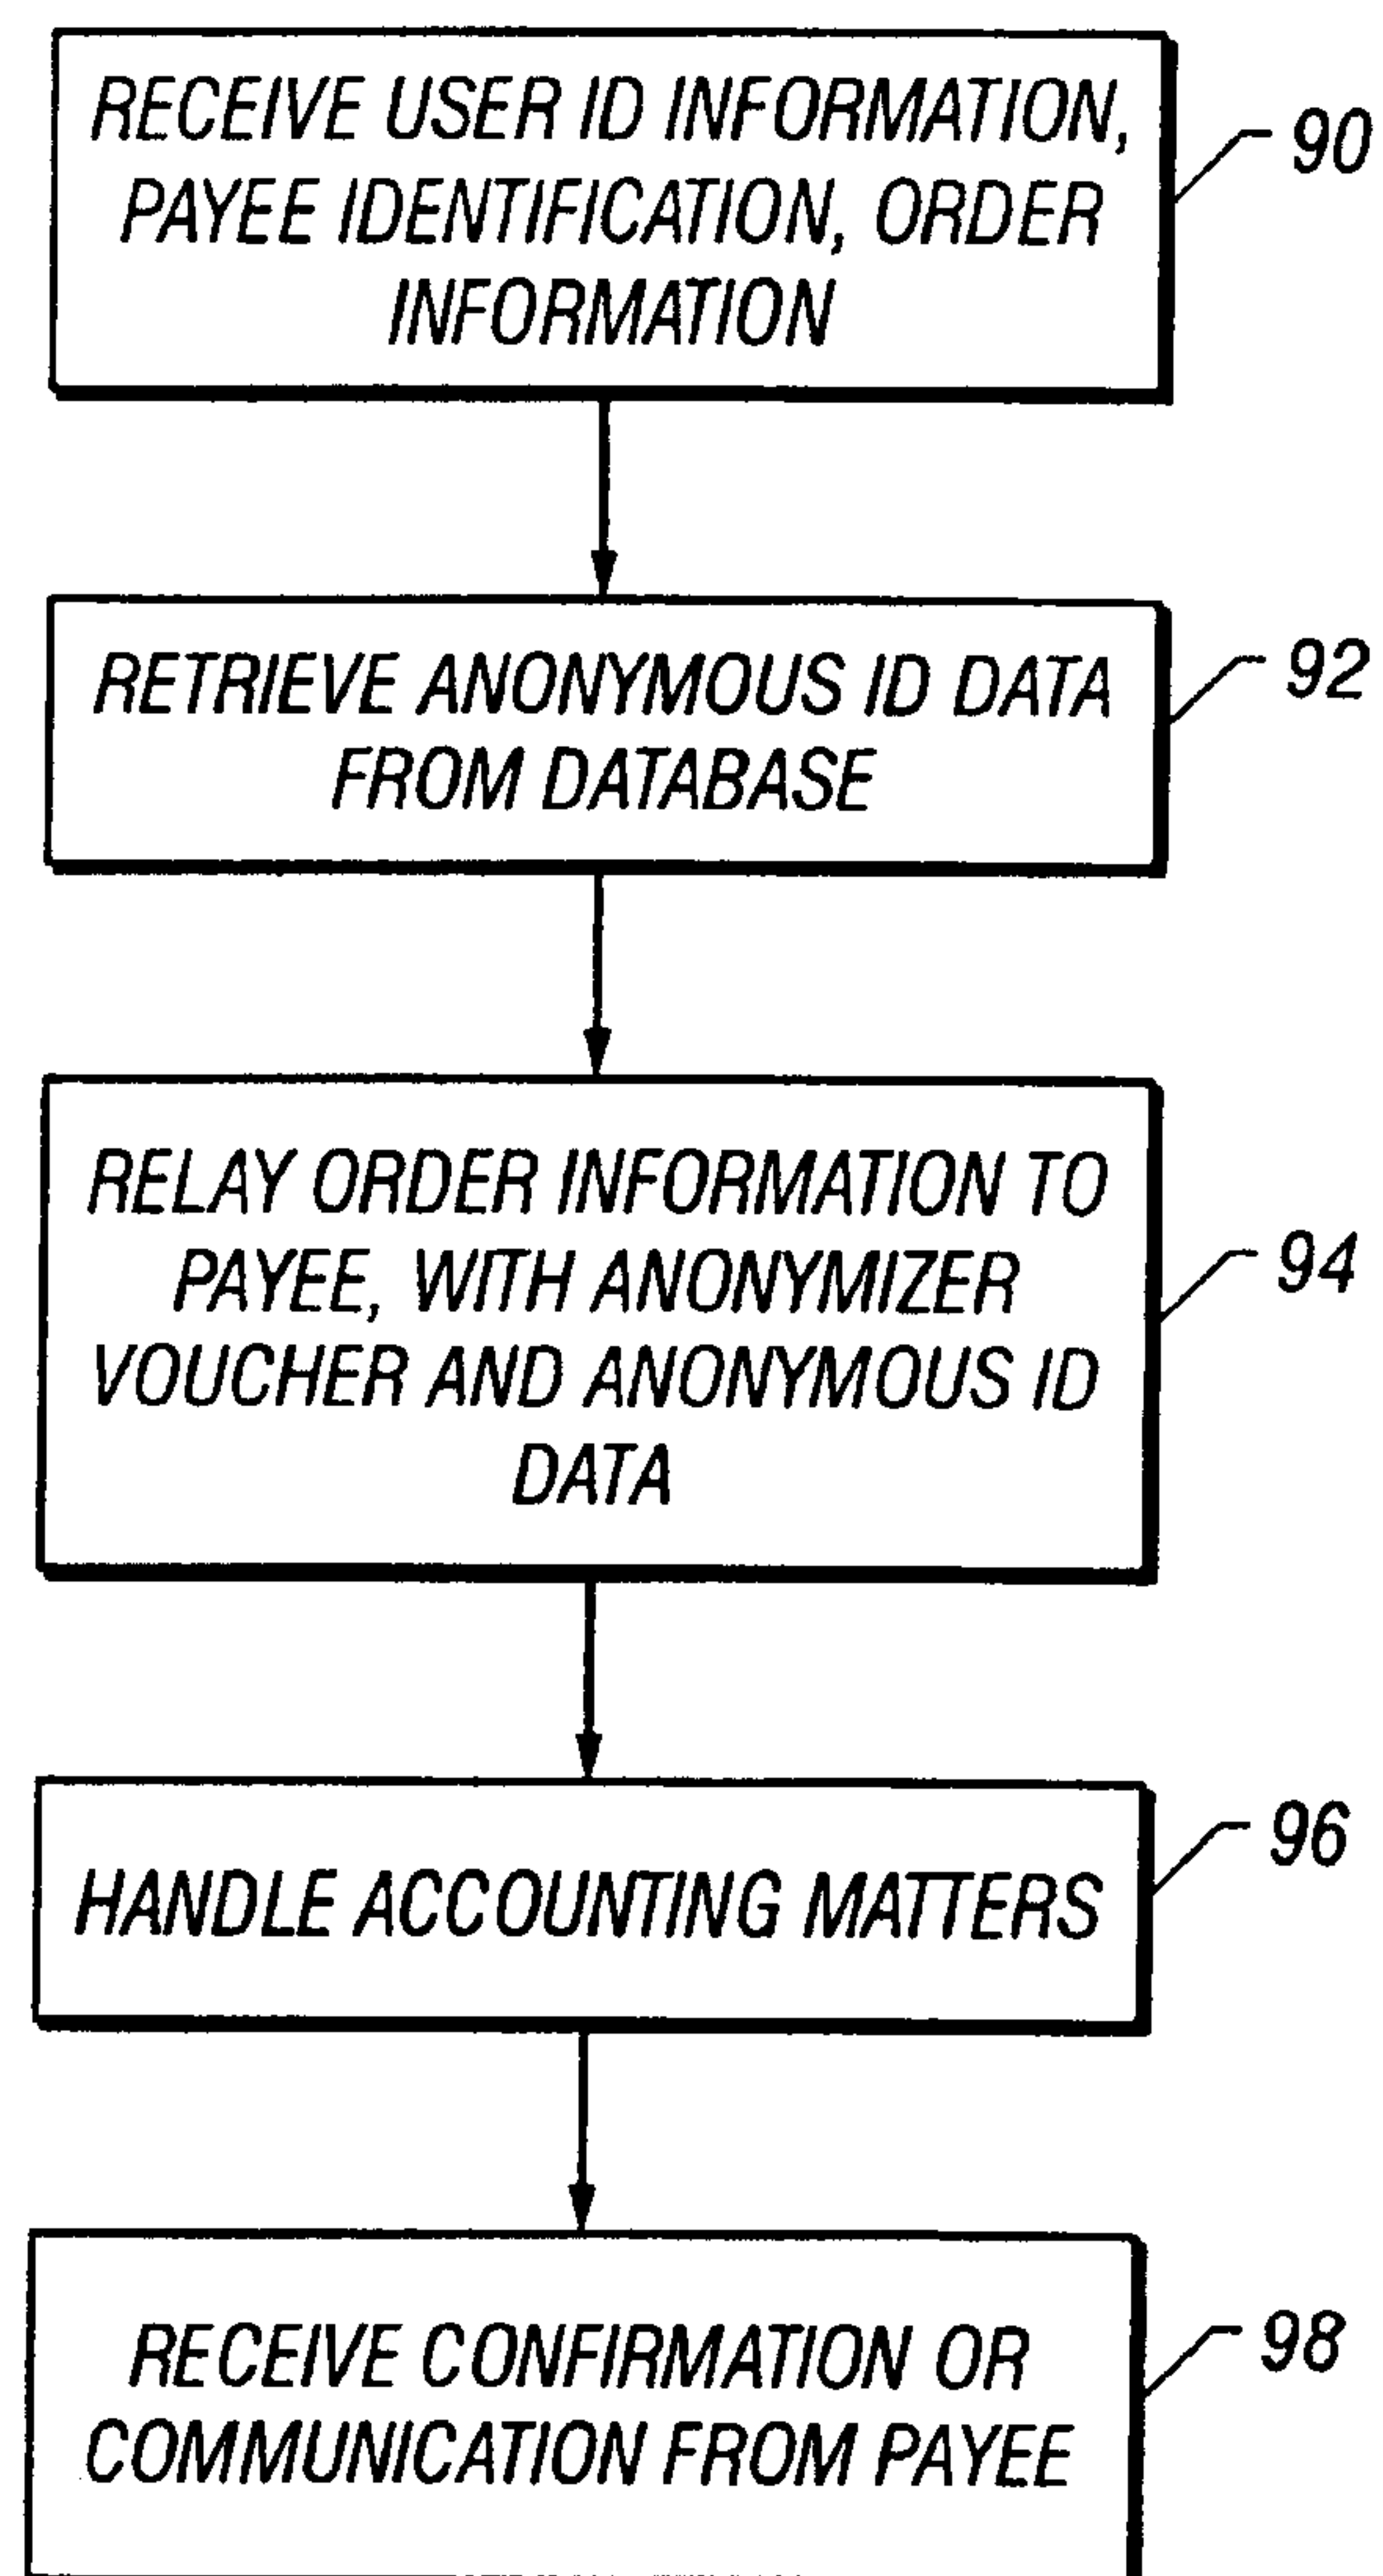 RECEIVE USER ID INFORMATION,
PAYEE IDENTIFICATION, ORDER
INFORMATION
90
RETRIEVE ANONYMOUS ID DATA
FROM DATABASE
92
RELAY ORDER INFORMATION TO
PAYEE, WITH ANONYMIZER
VOUCHER AND ANONYMOUS ID
DATA
94
HANDLE ACCOUNTING MATTERS
96
RECEIVE CONFIRMATION OR
COMMUNICATION FROM PAYEE
98